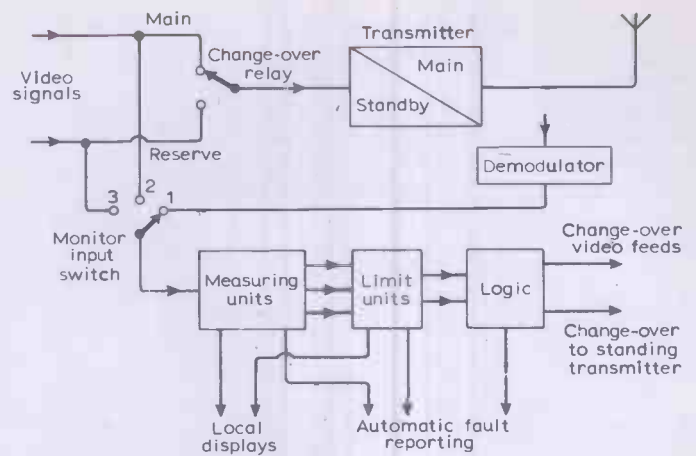 Main
Transmitter
Change-over
relay
Main
Video
signals
Standby
Reserve
Demodulator
3
2
1
Monitor
input
switch
Change-over
video feeds
Measuring
units
Limit
units
Logic
Change-over
to standing
transmitter
Local
displays
Automatic fault
reporting